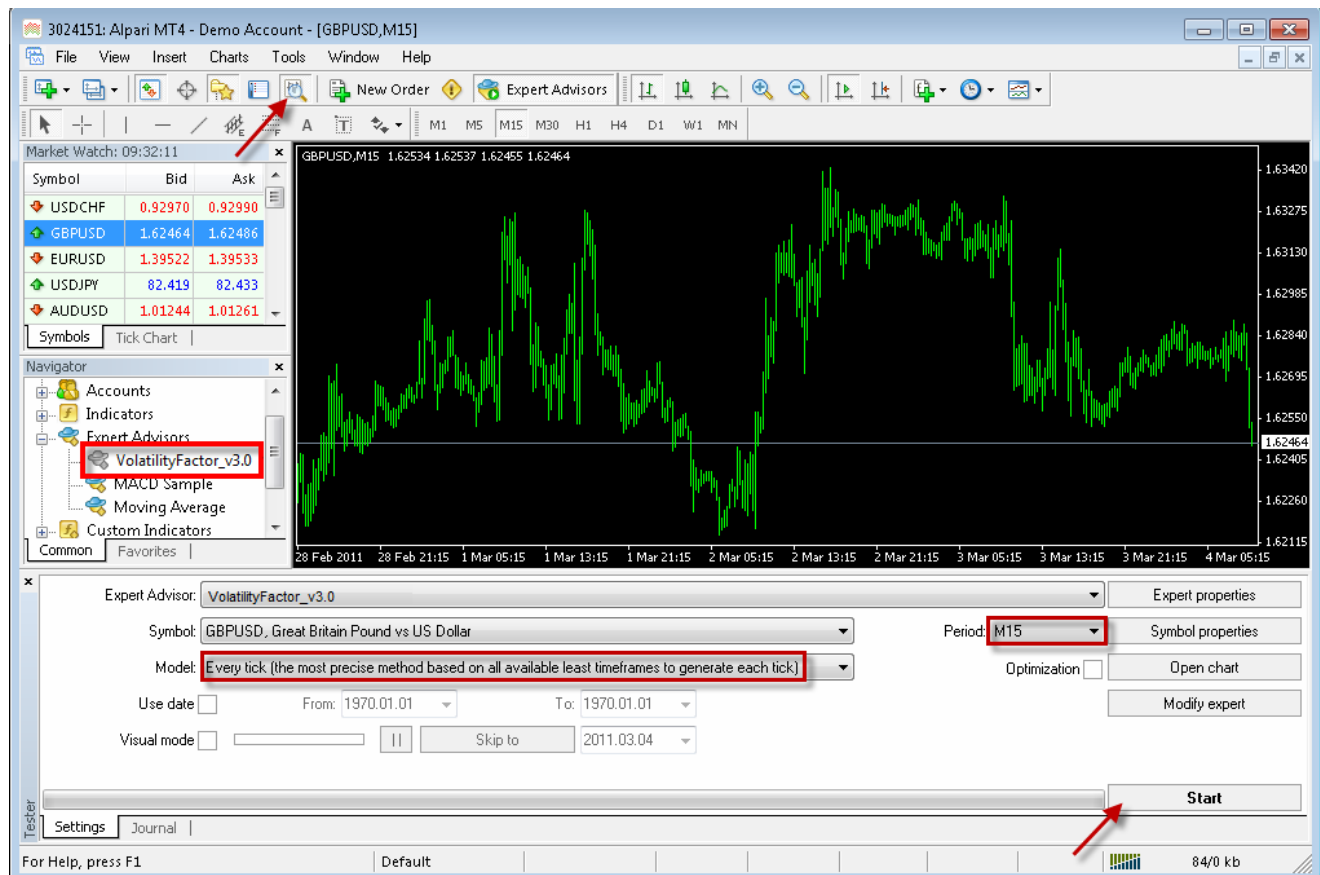 3024151: Alpari MT4 - Demo Account - [GBPUSD,M15]
File View Insert Charts Tools Window Help
New Order Expert Advisors
A T M1 M5 M15 M30 H1 H4 D1 W1 MN
Market Watch: 09:32:11
Symbol Bid Ask
USDCHF 0.92970 0.92990
GBPUSD 1.62464 1.62486
EURUSD 1.39522 1.39533
USDJPY 82.419 82.433
AUDUSD 1.01244 1.01261
Symbols Tick Chart
Navigator
Accounts
Indicators
Expert Advisors
VolatilityFactor_v3.0
MACD Sample
Moving Average
Custom Indicators
Common Favorites
GBPUSD,M15 1.62534 1.62537 1.62455 1.62464
1.63420
1.63275
1.63130
1.62985
1.62840
1.62695
1.62550
1.62464
1.62405
1.62260
1.62115
28 Feb 2011 28 Feb 21:15 1 Mar 05:15 1 Mar 13:15 1 Mar 21:15 2 Mar 05:15 2 Mar 13:15 2 Mar 21:15 3 Mar 05:15 3 Mar 13:15 3 Mar 21:15 4 Mar 05:15
Expert Advisor: VolatilityFactor_v3.0 Expert properties
Symbol: GBPUSD, Great Britain Pound vs US Dollar Period: M15 Symbol properties
Model: Every tick (the most precise method based on all available least timeframes to generate each tick) Optimization Open chart
Use date From: 1970.01.01 To: 1970.01.01 Modify expert
Visual mode Skip to 2011.03.04
Start
Tester
Settings Journal
For Help, press F1 Default 84/0 kb